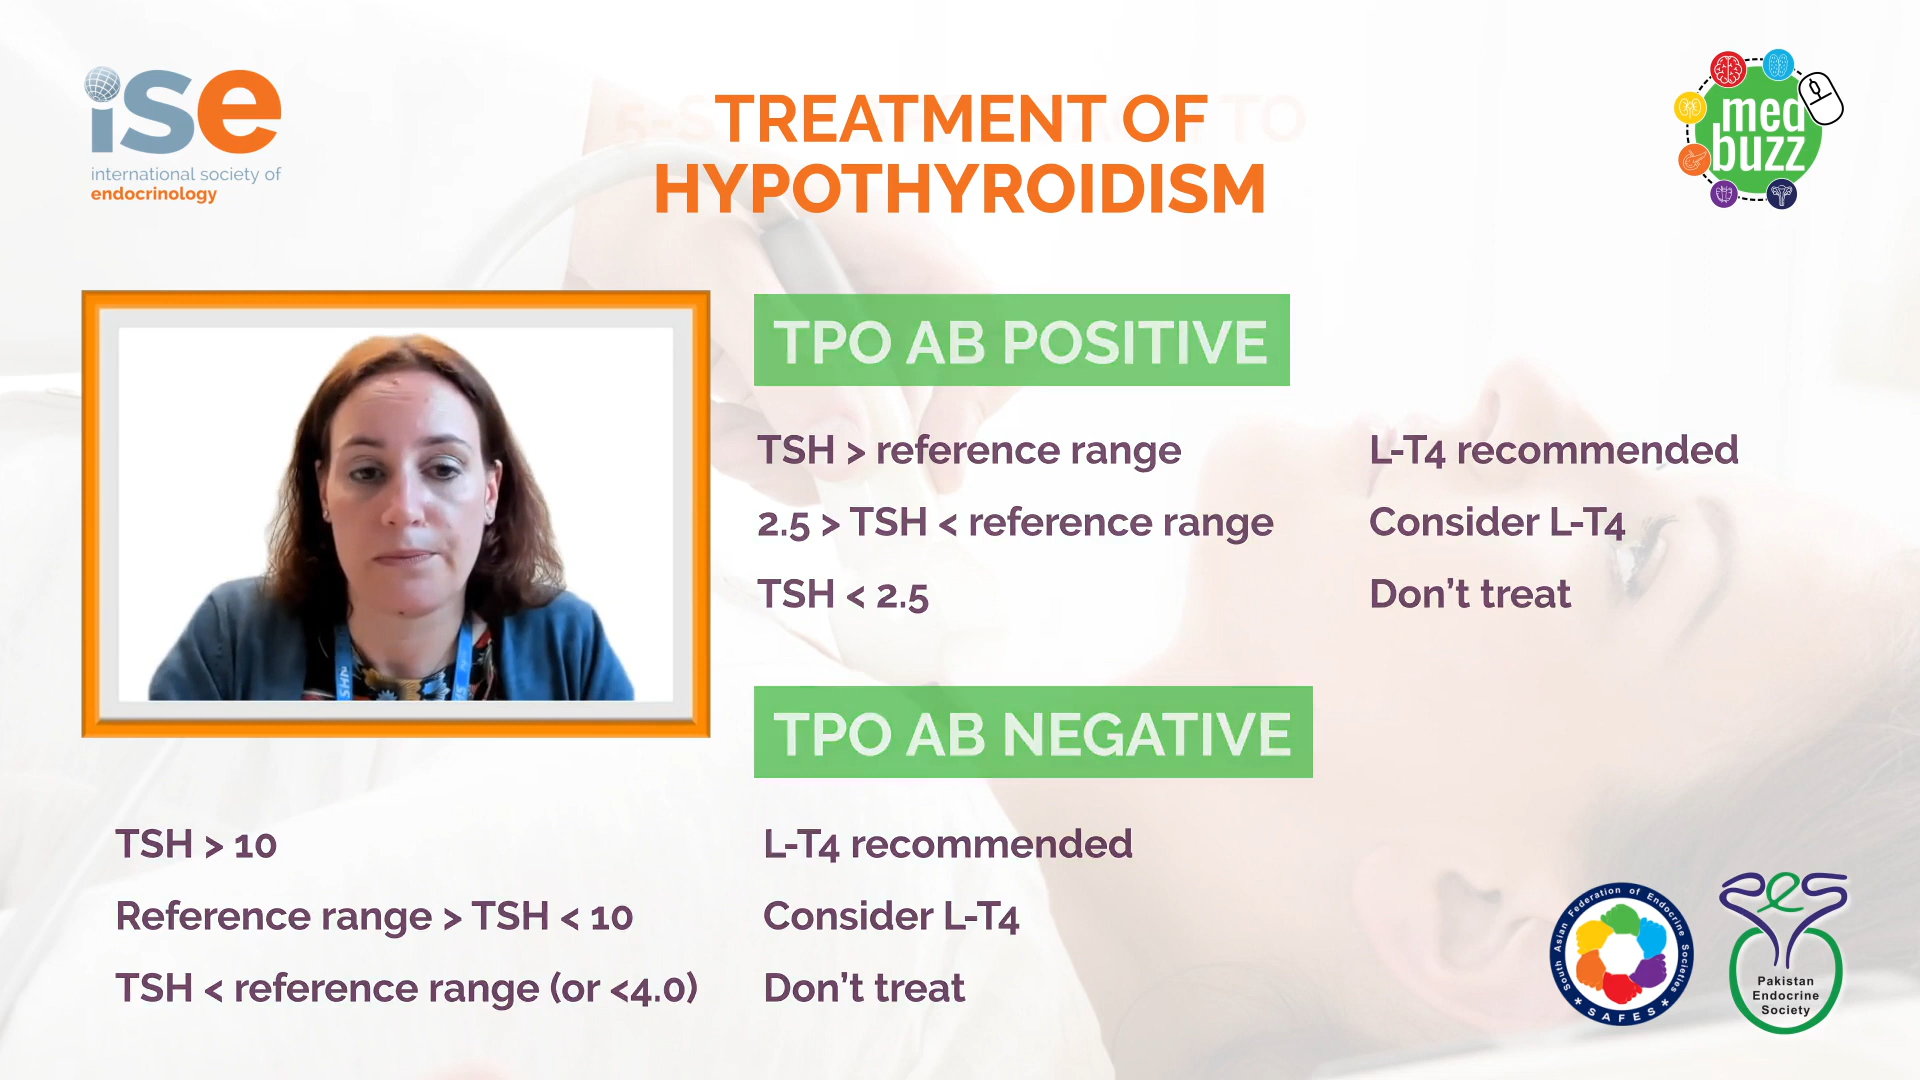 ise
international society of
endocrinology
TREATMENT OF
HYPOTHYROIDISM
med
buzz
TPO AB POSITIVE
TSH > reference range L-T4 recommended
2.5 > TSH < reference range Consider L-T4
TSH < 2.5 Don’t treat
TPO AB NEGATIVE
TSH > 10 L-T4 recommended
Reference range > TSH < 10 Consider L-T4
TSH < reference range (or <4.0) Don’t treat
South Asian Federation of Endocrine Societies
SAFES
PES
Pakistan
Endocrine
Society